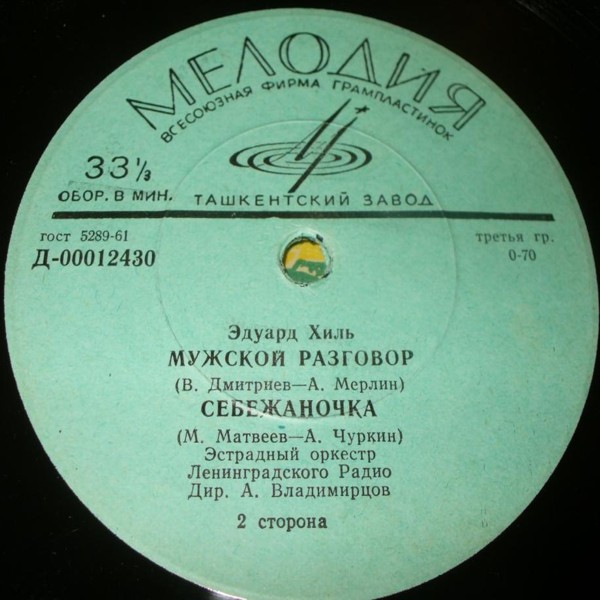 МЕЛОДИЯ
ВСЕСОЮЗНАЯ ФИРМА ГРАМПЛАСТИНОК
33⅓
ОБОР. В МИН.
ТАШКЕНТСКИЙ ЗАВОД
гост 5289-61
третья гр.
Д-00012430
0-70
Эдуард Хиль
МУЖСКОЙ РАЗГОВОР
(В. Дмитриев—А. Мерлин)
СЕБЕЖАНОЧКА
(М. Матвеев—А. Чуркин)
Эстрадный оркестр
Ленинградского Радио
Дир. А. Владимирцов
2 сторона